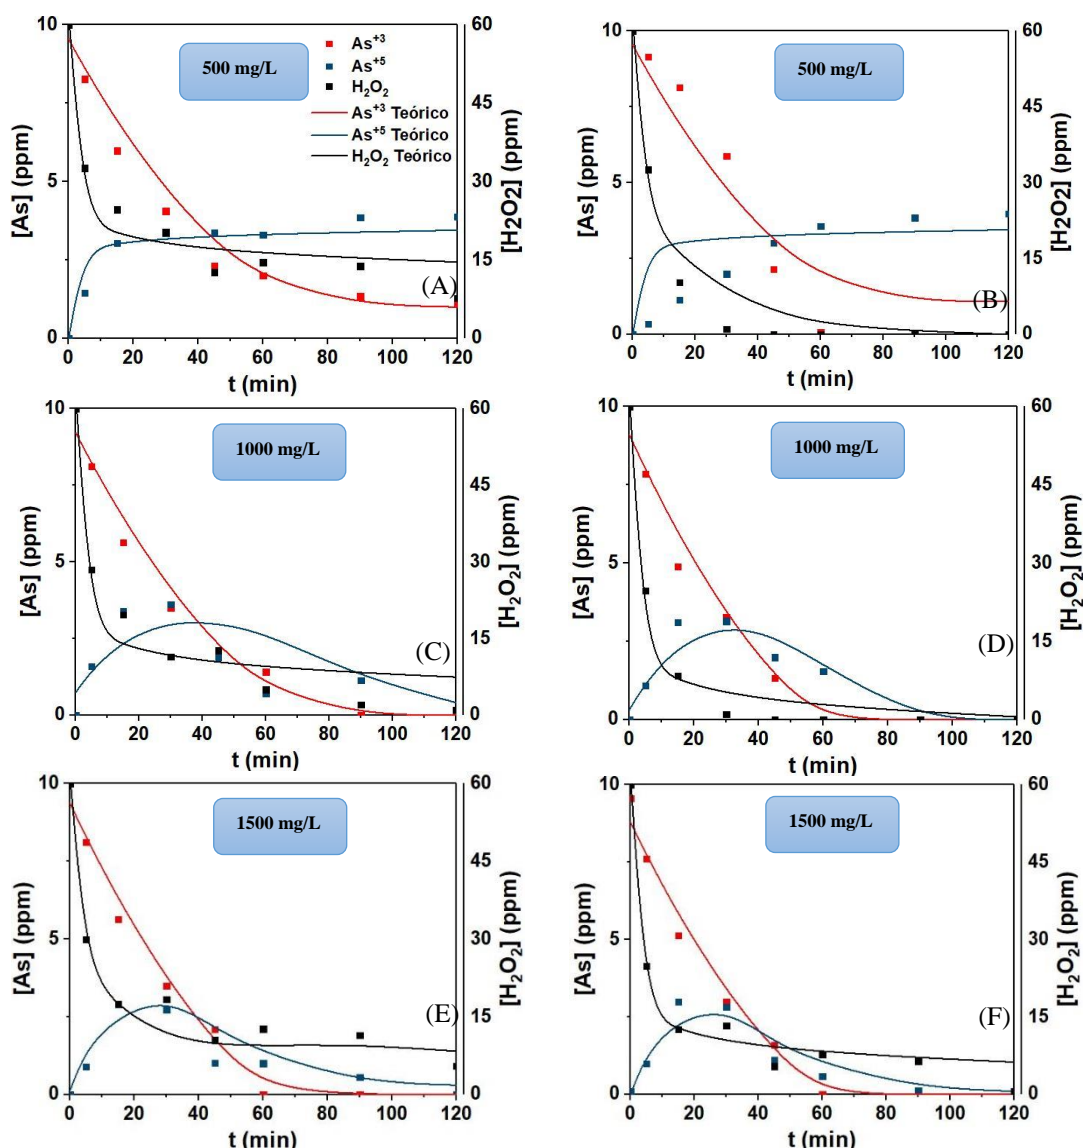 10
5
0
[As] (ppm)
500 mg/L
As+3
As+5
H2O2
As+3 Teórico
As+5 Teórico
H2O2 Teórico
60
45
30
15
0
[H2O2] (ppm)
(A)
0 20 40 60 80 100 120
t (min)
10
5
0
[As] (ppm)
500 mg/L
60
45
30
15
0
[H2O2] (ppm)
(B)
0 20 40 60 80 100 120
t (min)
10
5
0
[As] (ppm)
1000 mg/L
60
45
30
15
0
[H2O2] (ppm)
(C)
0 20 40 60 80 100 120
t (min)
10
5
0
[As] (ppm)
1000 mg/L
60
45
30
15
0
[H2O2] (ppm)
(D)
0 20 40 60 80 100 120
t (min)
10
5
0
[As] (ppm)
1500 mg/L
60
45
30
15
0
[H2O2] (ppm)
(E)
0 20 40 60 80 100 120
t (min)
10
5
0
[As] (ppm)
1500 mg/L
60
45
30
15
0
[H2O2] (ppm)
(F)
0 20 40 60 80 100 120
t (min)